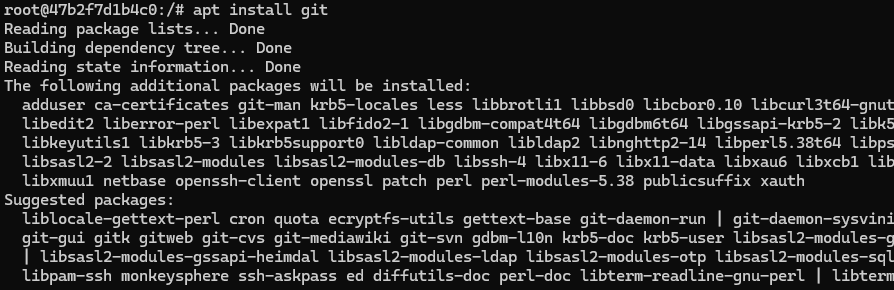 root@47b2f7d1b4c0:/# apt install git
Reading package lists... Done
Building dependency tree... Done
Reading state information... Done
The following additional packages will be installed:
  adduser ca-certificates git-man krb5-locales less libbrotli1 libbsd0 libcbor0.10 libcurl3t64-gnut
  libedit2 liberror-perl libexpat1 libfido2-1 libgdbm-compat4t64 libgdbm6t64 libgssapi-krb5-2 libk5
  libkeyutils1 libkrb5-3 libkrb5support0 libldap-common libldap2 libnghttp2-14 libperl5.38t64 libps
  libsasl2-2 libsasl2-modules libsasl2-modules-db libssh-4 libx11-6 libx11-data libxau6 libxcb1 lib
  libxmuu1 netbase openssh-client openssl patch perl perl-modules-5.38 publicsuffix xauth
Suggested packages:
  liblocale-gettext-perl cron quota ecryptfs-utils gettext-base git-daemon-run | git-daemon-sysvini
  git-gui gitk gitweb git-cvs git-mediawiki git-svn gdbm-l10n krb5-doc krb5-user libsasl2-modules-g
  | libsasl2-modules-gssapi-heimdal libsasl2-modules-ldap libsasl2-modules-otp libsasl2-modules-sql
  libpam-ssh monkeysphere ssh-askpass ed diffutils-doc perl-doc libterm-readline-gnu-perl | libterm